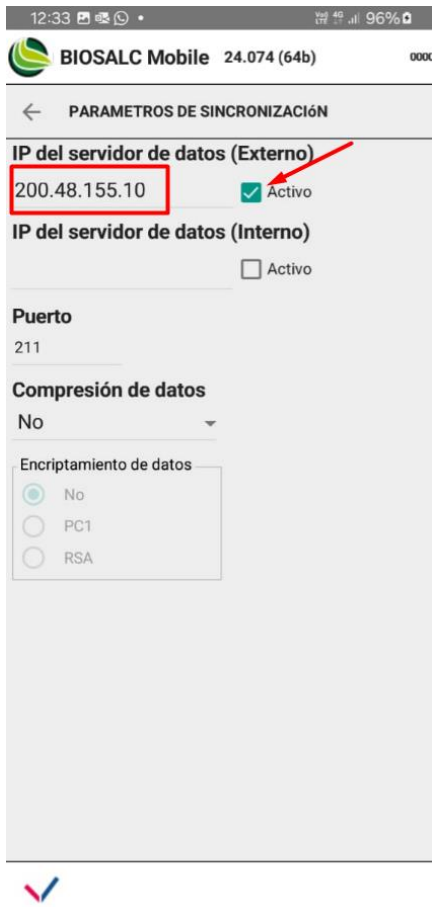 12:33
96%
BIOSALC Mobile 24.074 (64b) 0000
PARAMETROS DE SINCRONIZACIóN
IP del servidor de datos (Externo)
200.48.155.10 Activo
IP del servidor de datos (Interno)
Activo
Puerto
211
Compresión de datos
No
Encriptamiento de datos
No
PC1
RSA